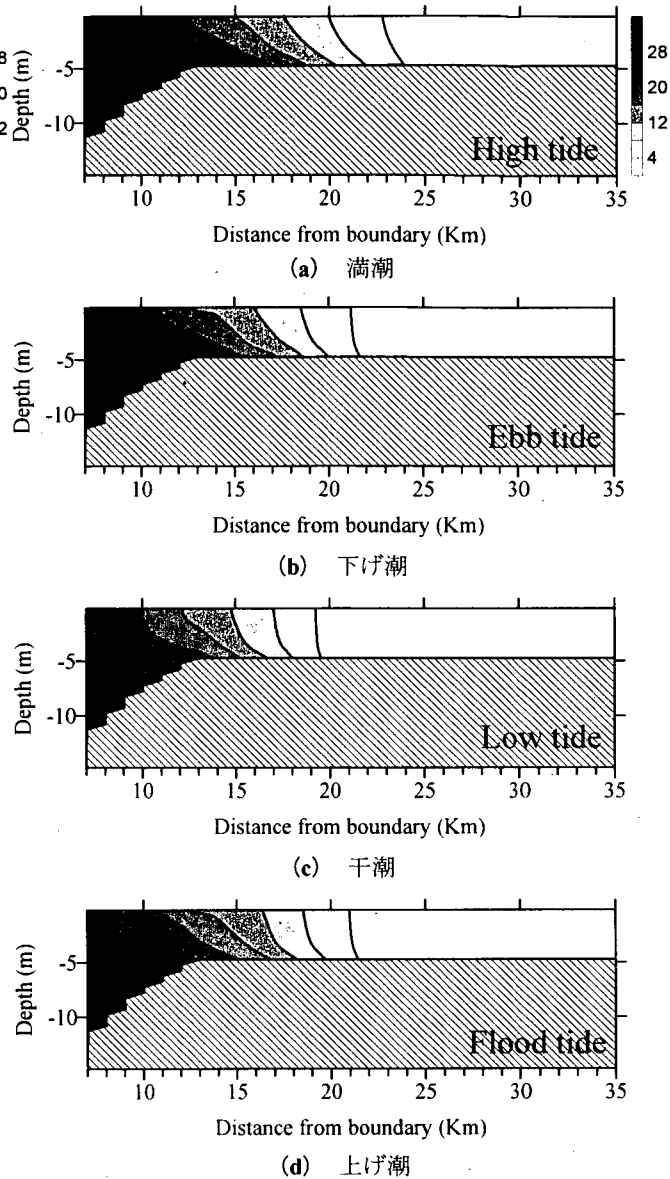 Depth (m)
-5
-10
8
0
2
28
20
12
4
High tide
10 15 20 25 30 35
Distance from boundary (Km)
(a) 満潮
Depth (m)
-5
-10
Ebb tide
10 15 20 25 30 35
Distance from boundary (Km)
(b) 下げ潮
Depth (m)
-5
-10
Low tide
10 15 20 25 30 35
Distance from boundary (Km)
(c) 干潮
Depth (m)
-5
-10
Flood tide
10 15 20 25 30 35
Distance from boundary (Km)
(d) 上げ潮